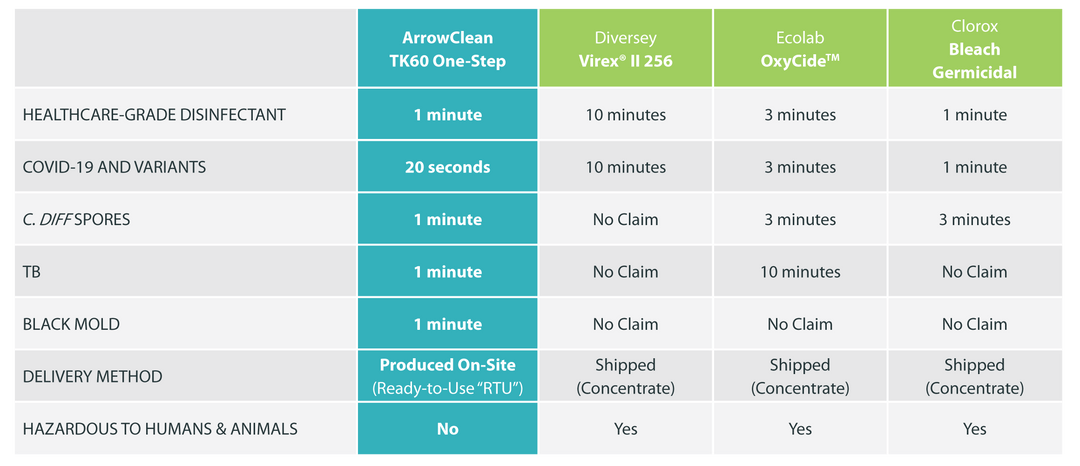 ArrowClean
TK60 One-Step
Diversey
Virex® II 256
Ecolab
OxyCide™
Clorox
Bleach
Germicidal
HEALTHCARE-GRADE DISINFECTANT
1 minute
10 minutes
3 minutes
1 minute
COVID-19 AND VARIANTS
20 seconds
10 minutes
3 minutes
1 minute
C. DIFF SPORES
1 minute
No Claim
3 minutes
3 minutes
TB
1 minute
No Claim
10 minutes
No Claim
BLACK MOLD
1 minute
No Claim
No Claim
No Claim
DELIVERY METHOD
Produced On-Site
(Ready-to-Use “RTU”)
Shipped
(Concentrate)
Shipped
(Concentrate)
Shipped
(Concentrate)
HAZARDOUS TO HUMANS & ANIMALS
No
Yes
Yes
Yes